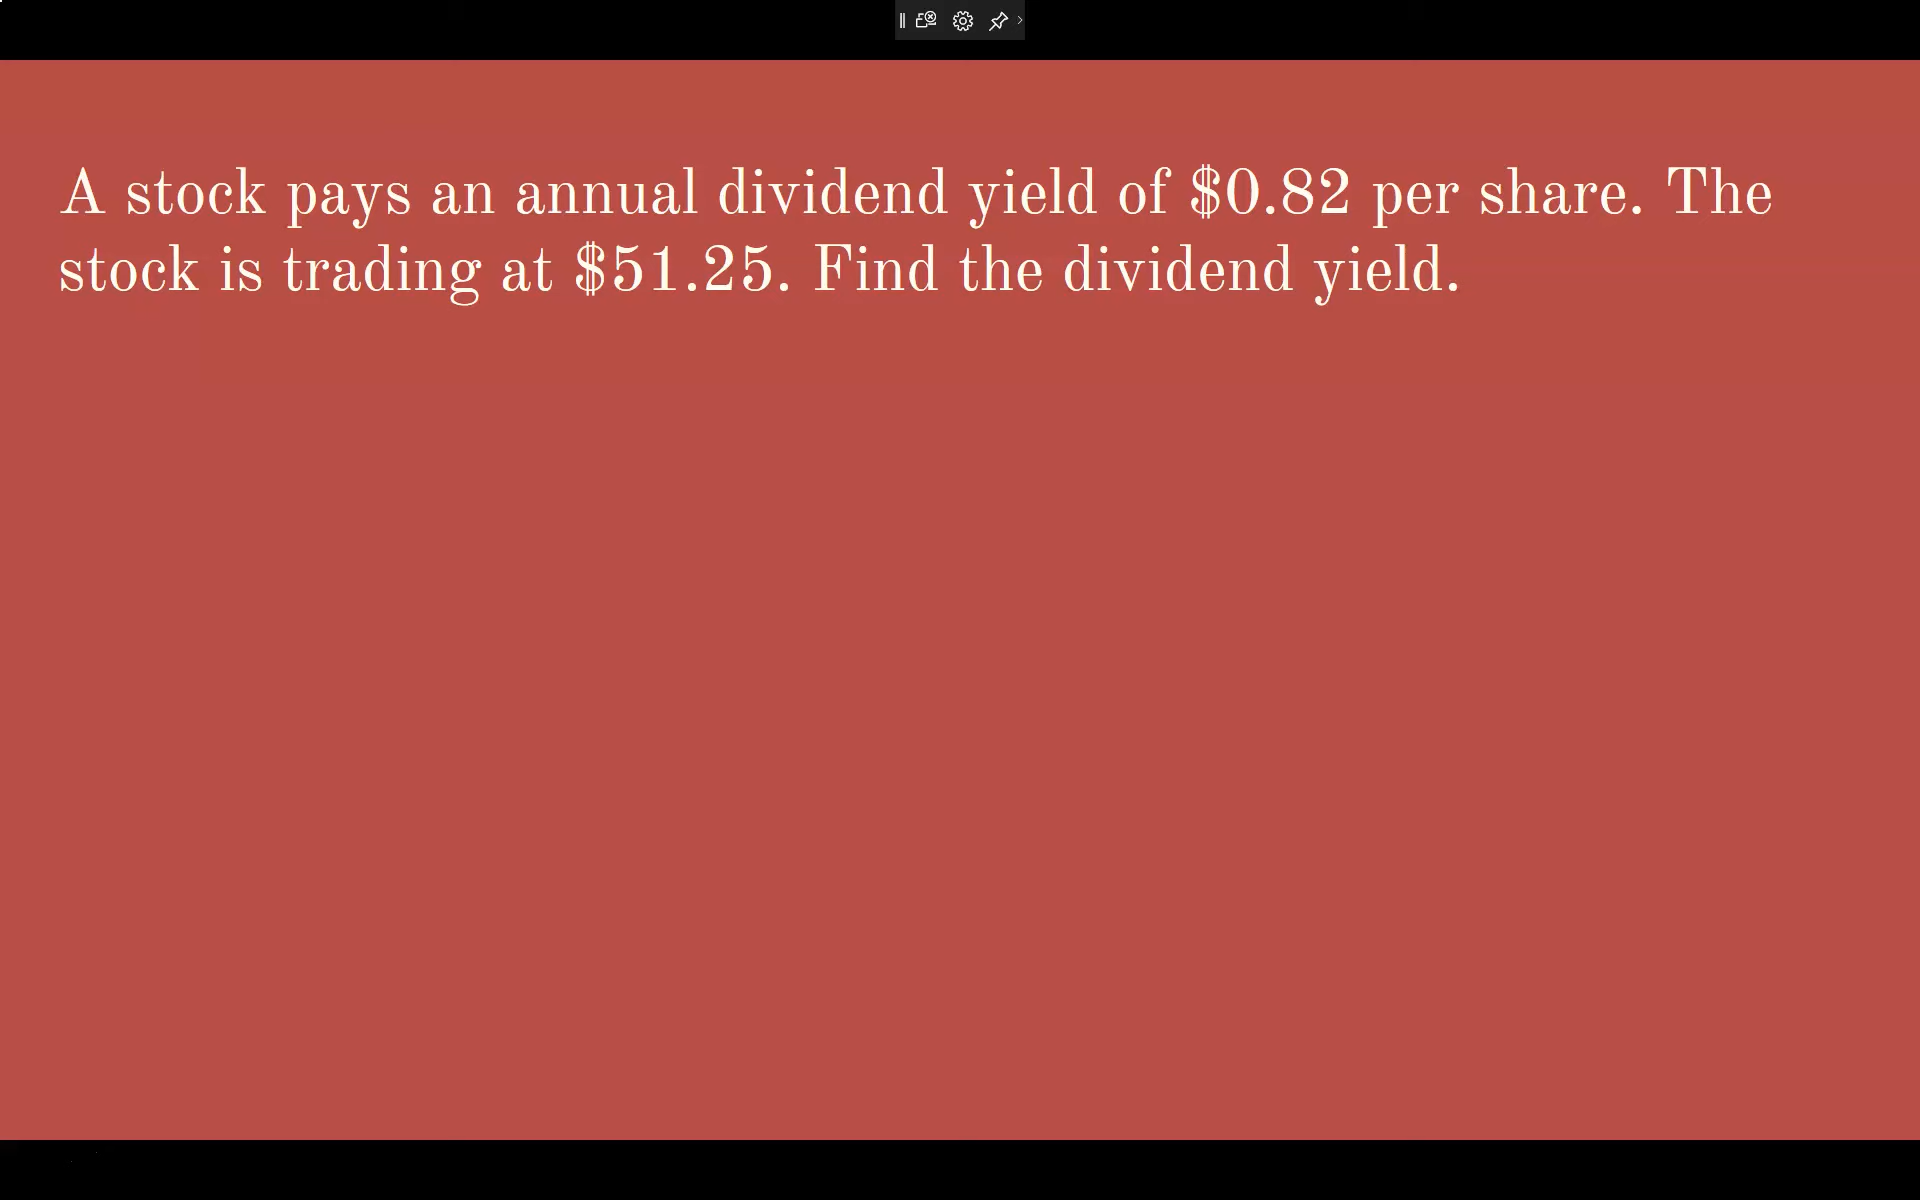 A stock pays an annual dividend yield of $0.82 per share. The
stock is trading at $51.25. Find the dividend yield.